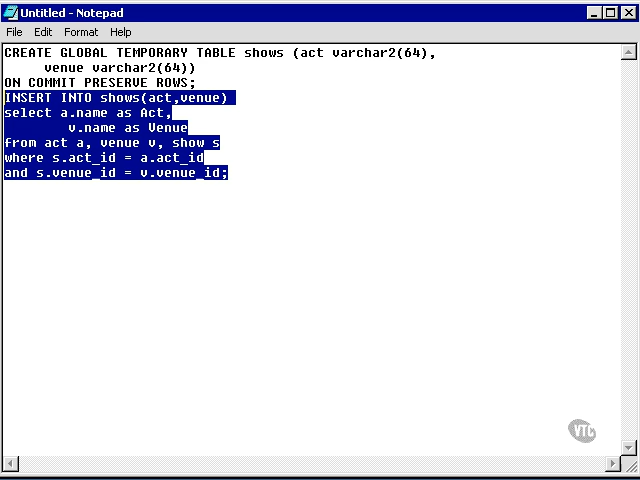 Untitled - Notepad
File Edit Format Help
CREATE GLOBAL TEMPORARY TABLE shows (act varchar2(64),
venue varchar2(64))
ON COMMIT PRESERVE ROWS;
INSERT INTO shows(act,venue)
select a.name as Act,
v.name as Venue
from act a, venue v, show s
where s.act_id = a.act_id
and s.venue_id = v.venue_id;
VTC